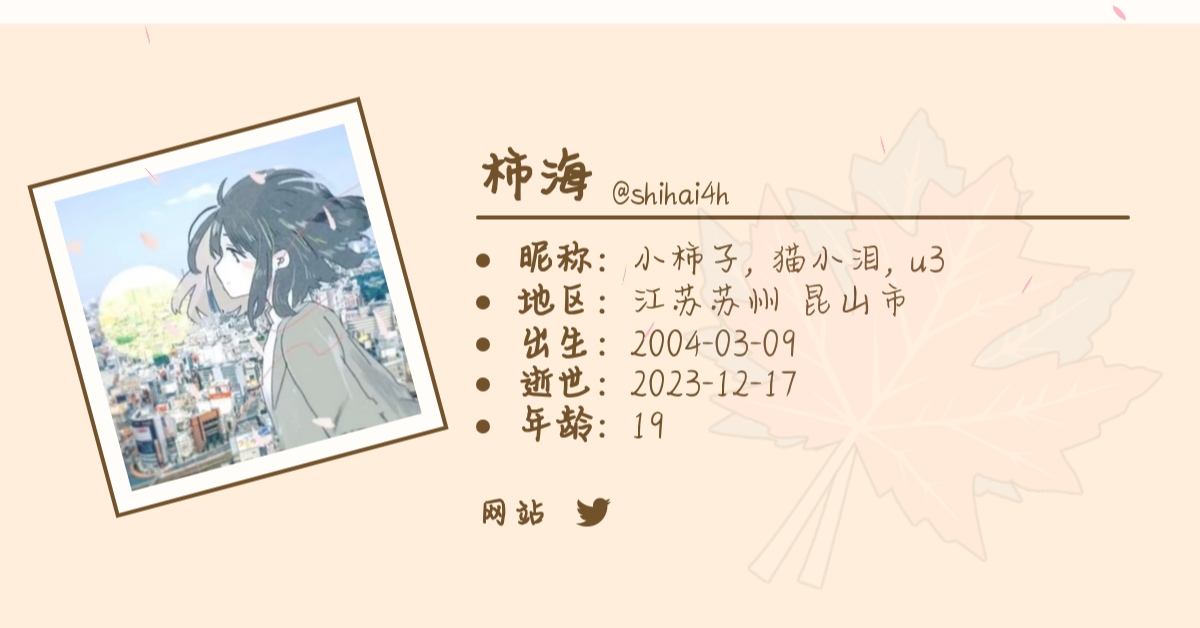 柿海 @shihai4h
昵称：小柿子, 猫小泪, u3
地区：江苏苏州 昆山市
出生：2004-03-09
逝世：2023-12-17
年龄：19
网站